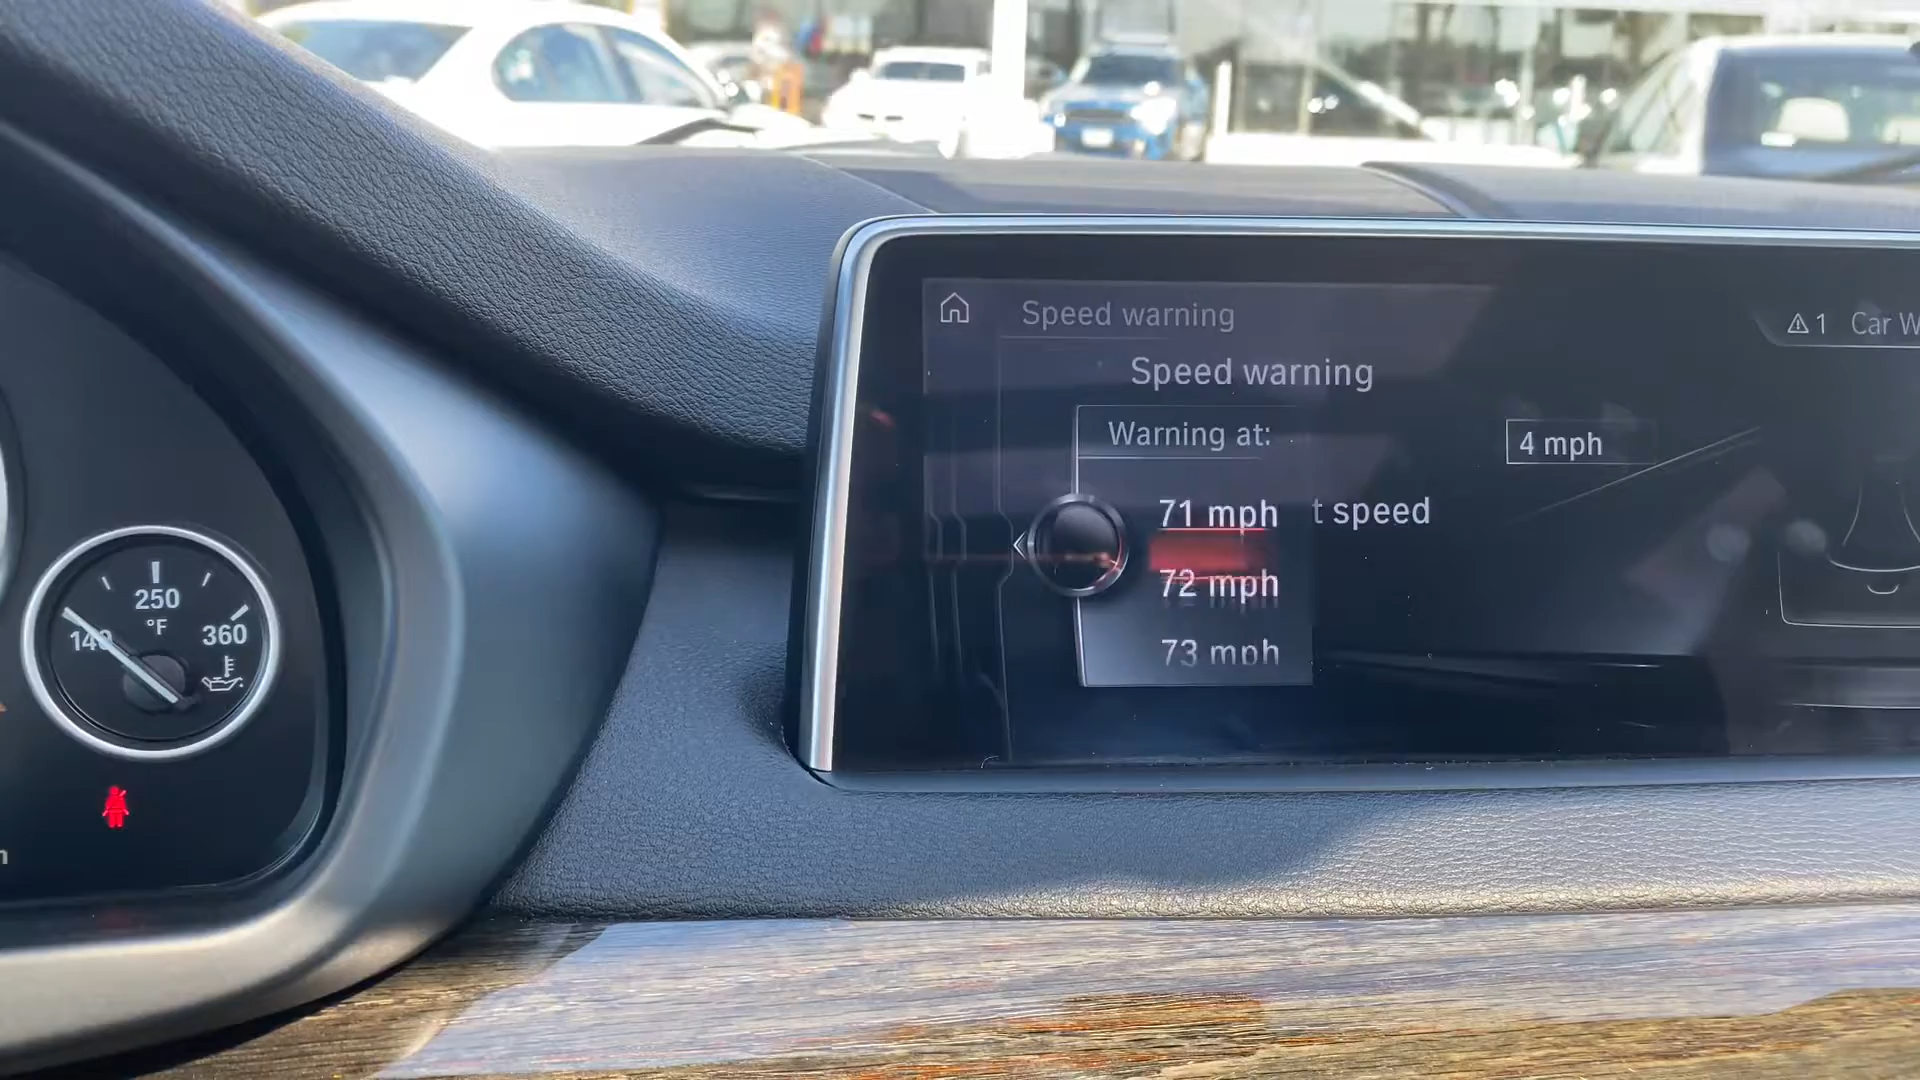 Speed warning
1 Car W
Speed warning
Warning at:
4 mph
71 mph
t speed
72 mph
73 mph
250
°F
140
360